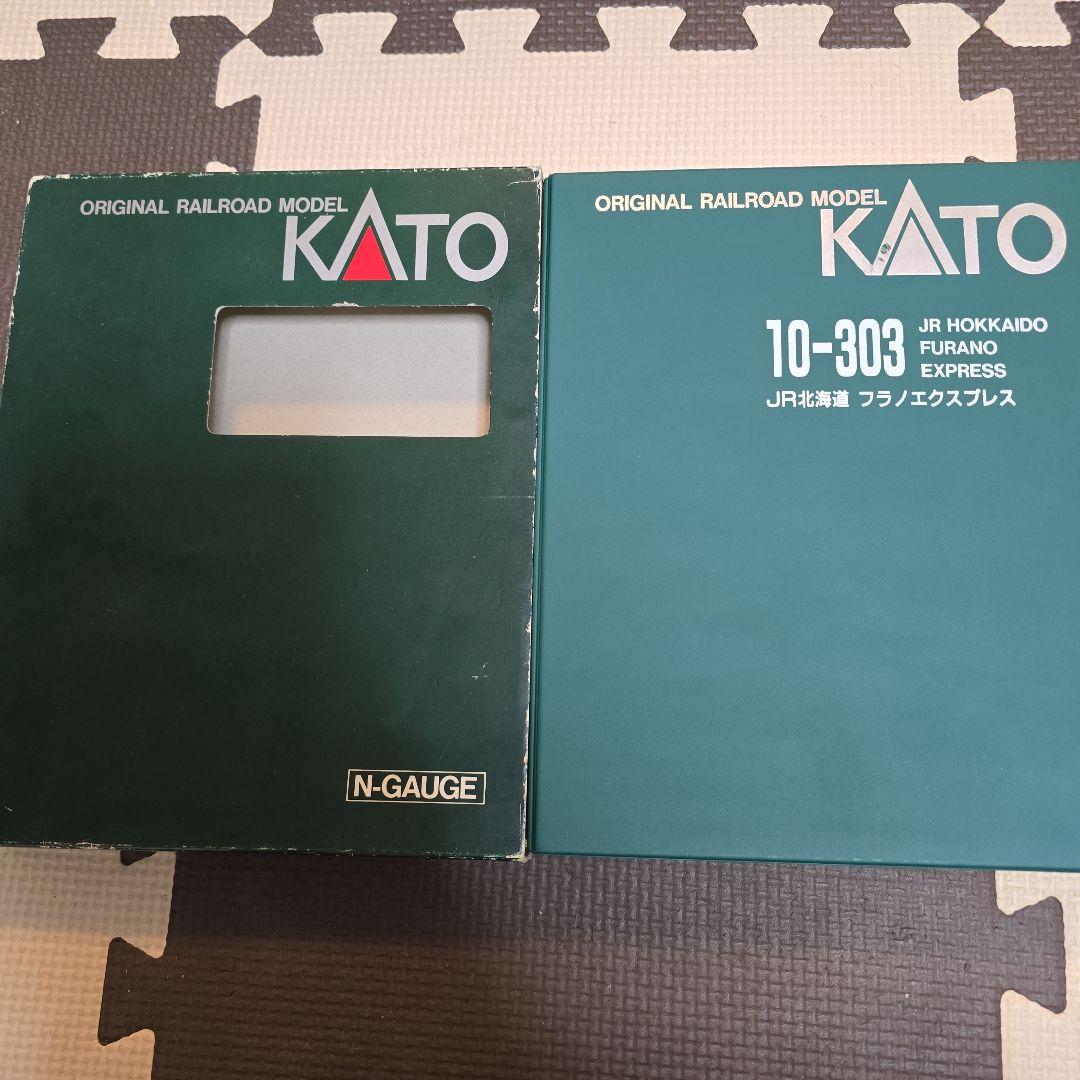 ORIGINAL RAILROAD MODEL
KATO
N-GAUGE
ORIGINAL RAILROAD MODEL
KATO
10-303
JR HOKKAIDO
FURANO
EXPRESS
JR北海道 フラノエクスプレス